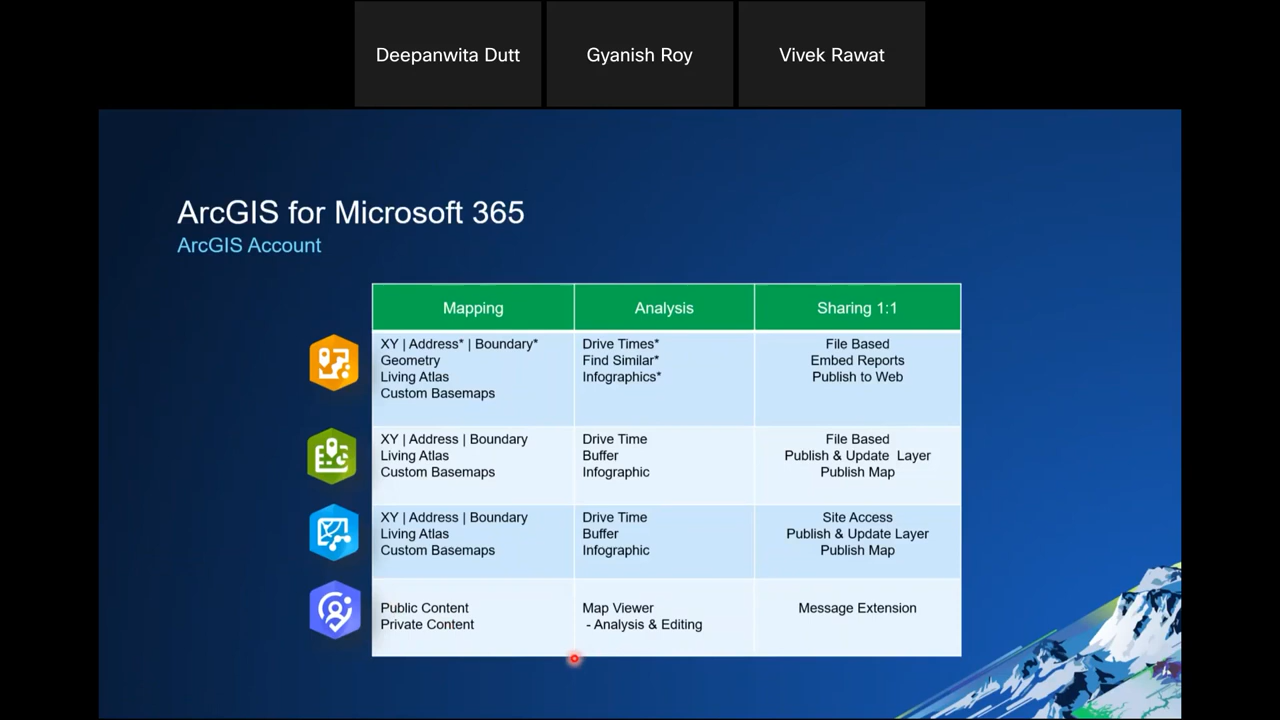 Deepanwita Dutt
Gyanish Roy
Vivek Rawat
ArcGIS for Microsoft 365
ArcGIS Account
Mapping
Analysis
Sharing 1:1
XY | Address* | Boundary*
Geometry
Living Atlas
Custom Basemaps
Drive Times*
Find Similar*
Infographics*
File Based
Embed Reports
Publish to Web
XY | Address | Boundary
Living Atlas
Custom Basemaps
Drive Time
Buffer
Infographic
File Based
Publish & Update Layer
Publish Map
XY | Address | Boundary
Living Atlas
Custom Basemaps
Drive Time
Buffer
Infographic
Site Access
Publish & Update Layer
Publish Map
Public Content
Private Content
Map Viewer
- Analysis & Editing
Message Extension